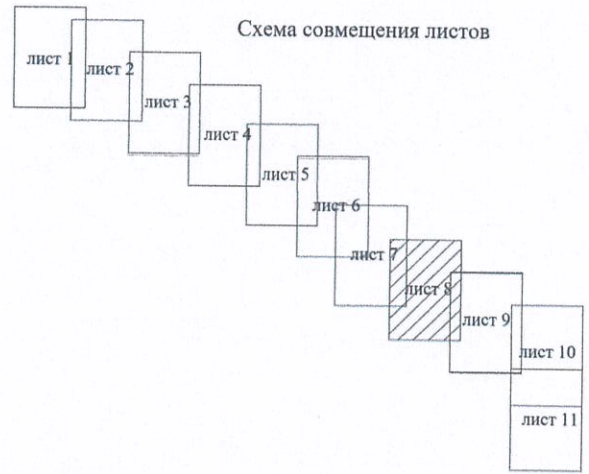 Схема совмещения листов
лист 1
лист 2
лист 3
лист 4
лист 5
лист 6
лист 7
лист 8
лист 9
лист 10
лист 11